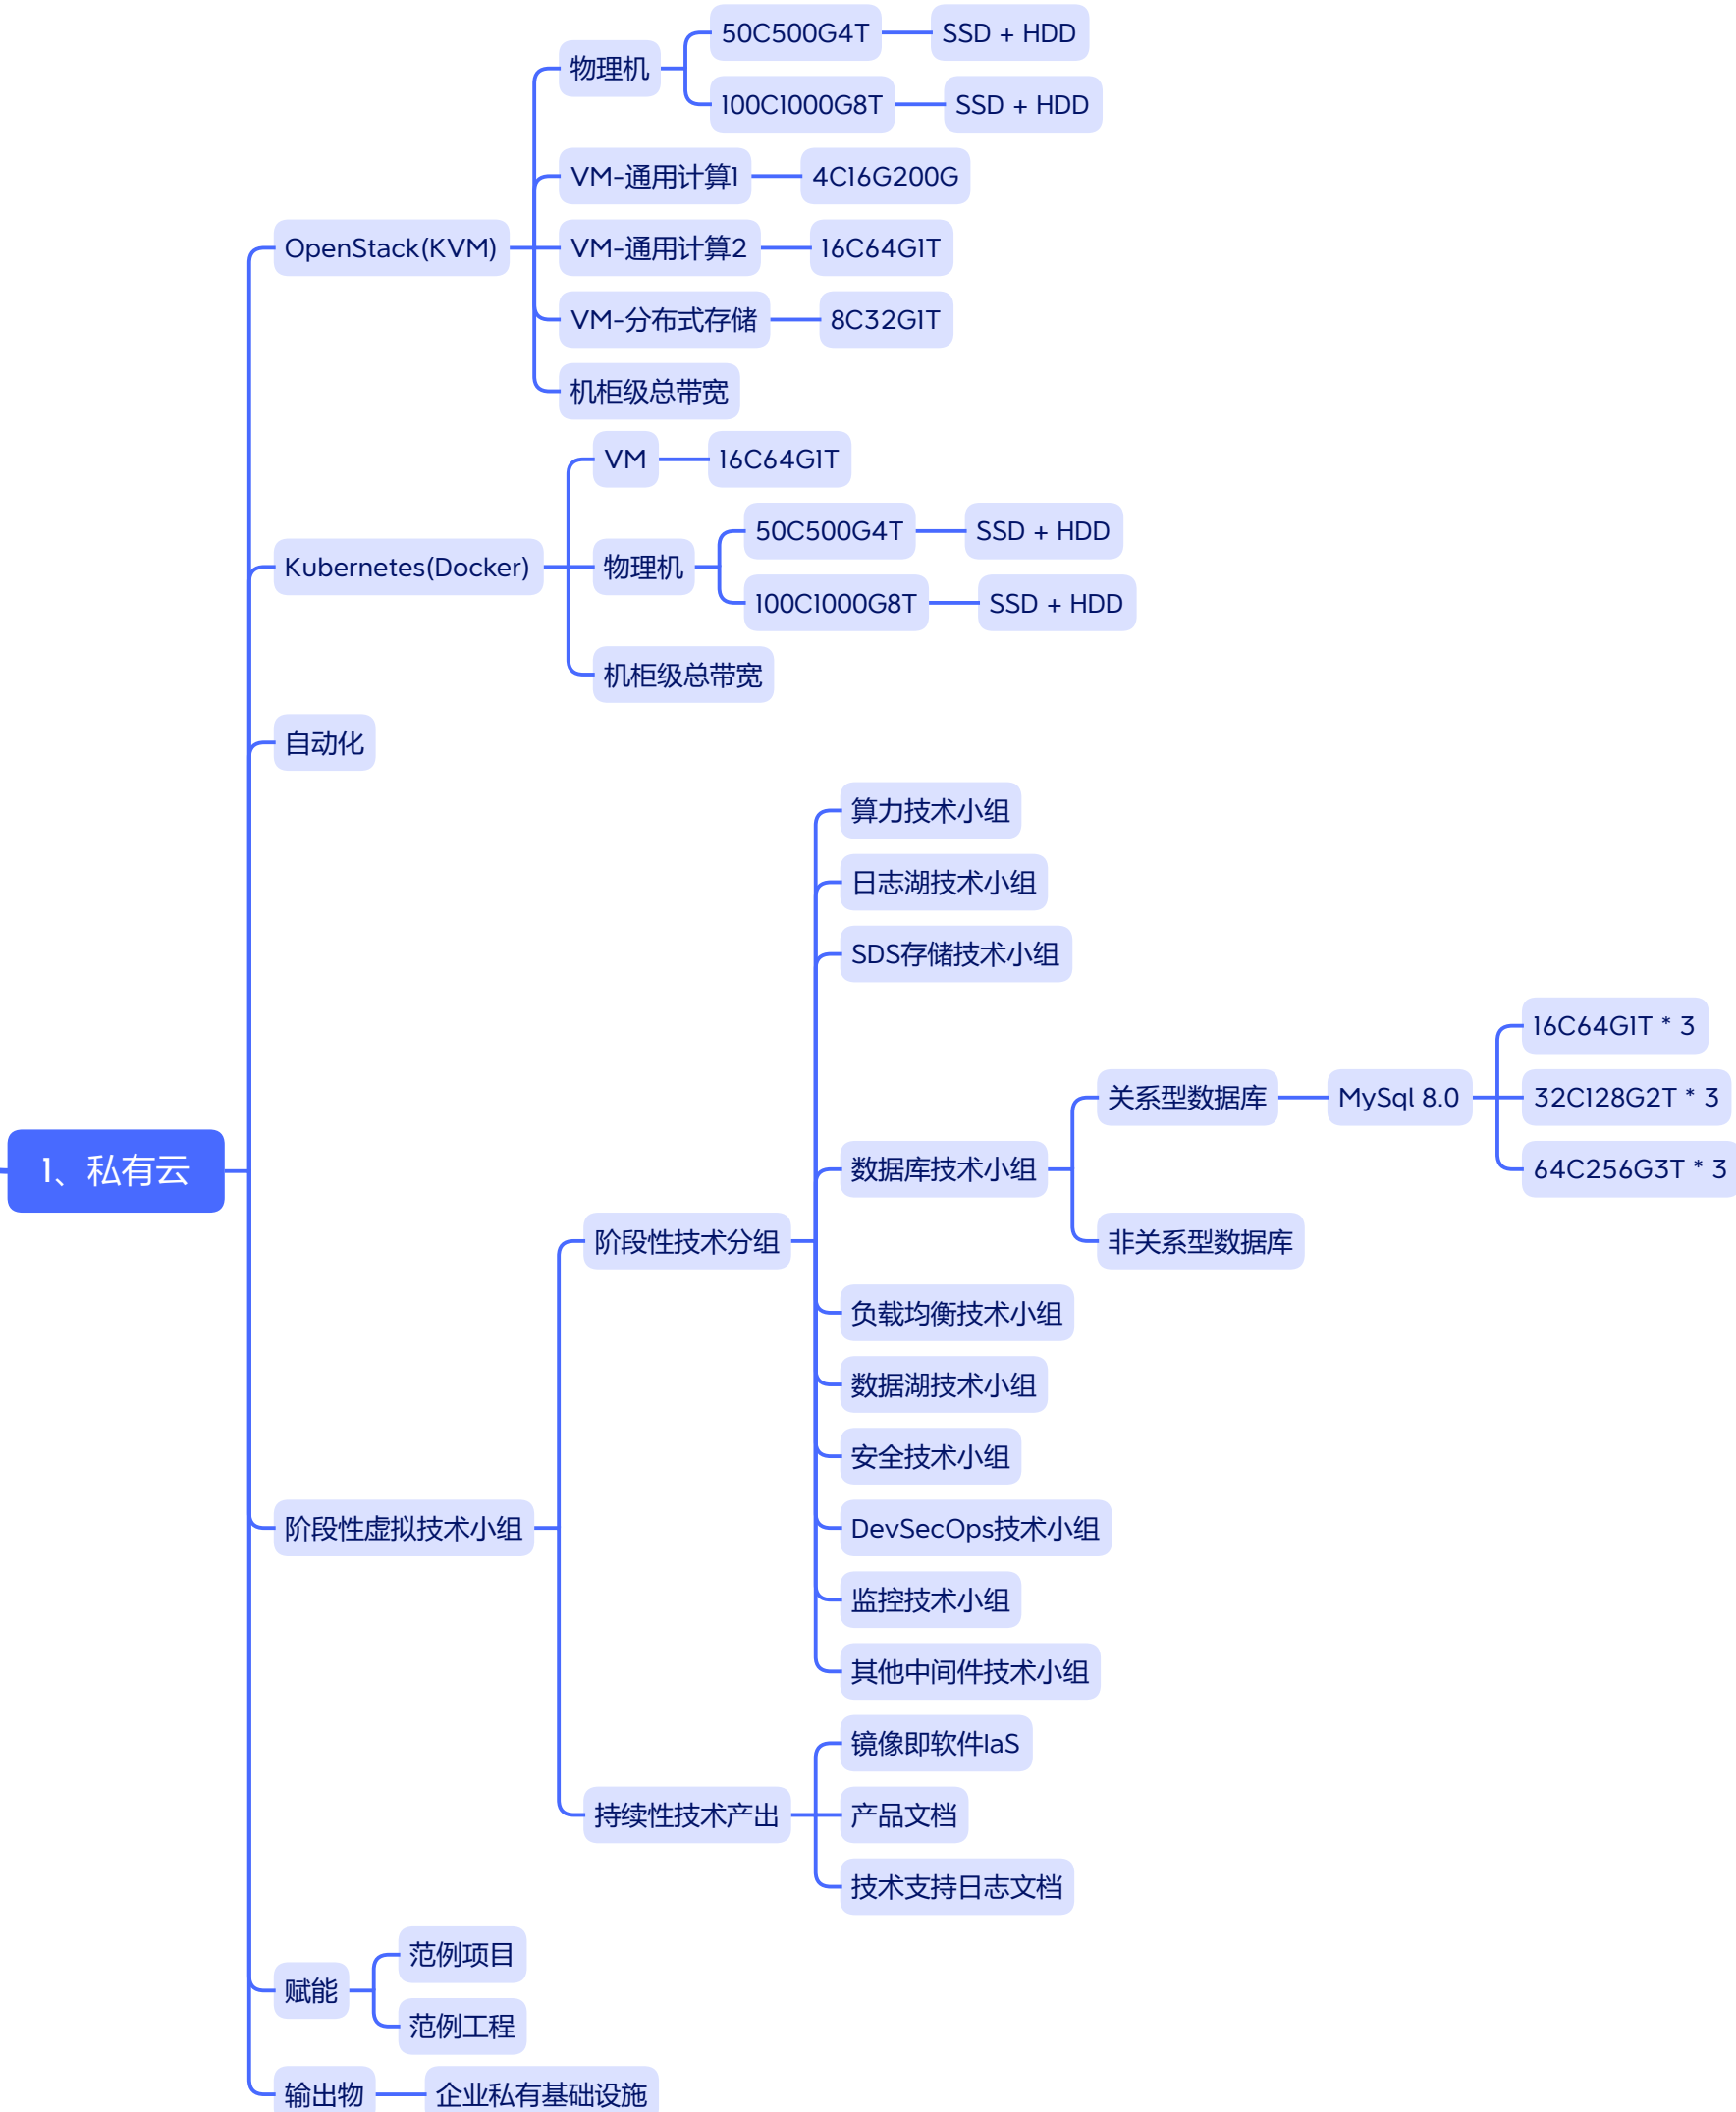 1、私有云
OpenStack(KVM)
物理机
50C500G4T
SSD + HDD
100C1000G8T
SSD + HDD
VM-通用计算1
4C16G200G
VM-通用计算2
16C64G1T
VM-分布式存储
8C32G1T
机柜级总带宽
Kubernetes(Docker)
VM
16C64G1T
物理机
50C500G4T
SSD + HDD
100C1000G8T
SSD + HDD
机柜级总带宽
自动化
阶段性虚拟技术小组
阶段性技术分组
算力技术小组
日志湖技术小组
SDS存储技术小组
数据库技术小组
关系型数据库
MySql 8.0
16C64G1T * 3
32C128G2T * 3
64C256G3T * 3
非关系型数据库
负载均衡技术小组
数据湖技术小组
安全技术小组
DevSecOps技术小组
监控技术小组
其他中间件技术小组
持续性技术产出
镜像即软件IaS
产品文档
技术支持日志文档
赋能
范例项目
范例工程
输出物
企业私有基础设施